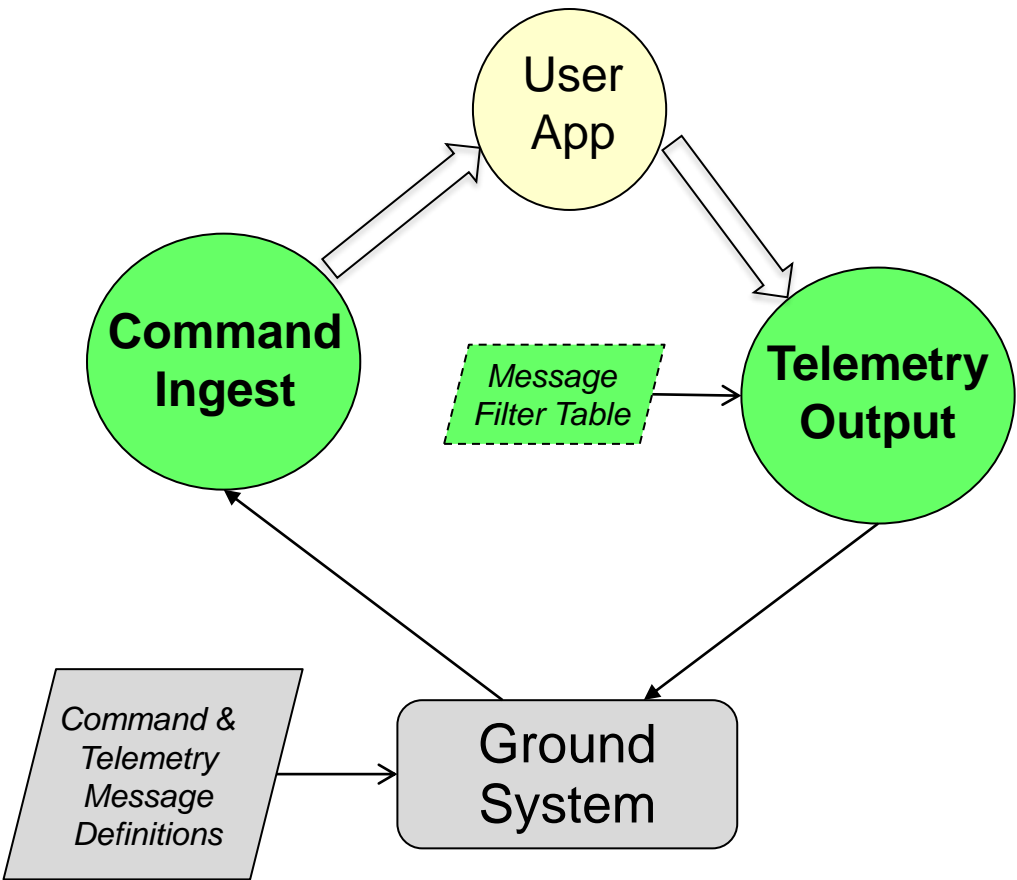 User
App
Command
Ingest
Message
Filter Table
Telemetry
Output
Command &
Telemetry
Message
Definitions
Ground
System